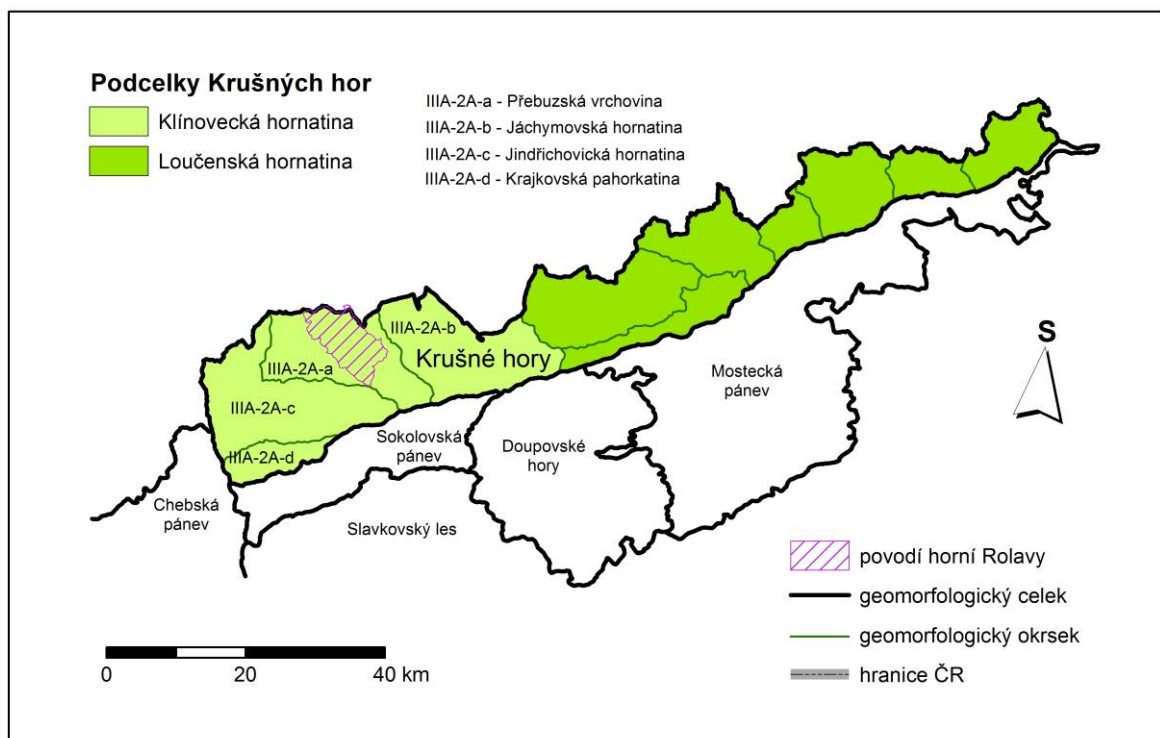 Podcelky Krušných hor
Klínovecká hornatina
Loučenská hornatina
IIIA-2A-a - Přebuzská vrchovina
IIIA-2A-b - Jáchymovská hornatina
IIIA-2A-c - Jindřichovická hornatina
IIIA-2A-d - Krajkovská pahorkatina
IIIA-2A-b
Krušné hory
IIIA-2A-a
IIIA-2A-c
IIIA-2A-d
Mostecká
pánev
S
Sokolovská
pánev
Doupovské
hory
Chebská
pánev
Slavkovský les
povodí horní Rolavy
geomorfologický celek
geomorfologický okrsek
hranice ČR
0 20 40 km